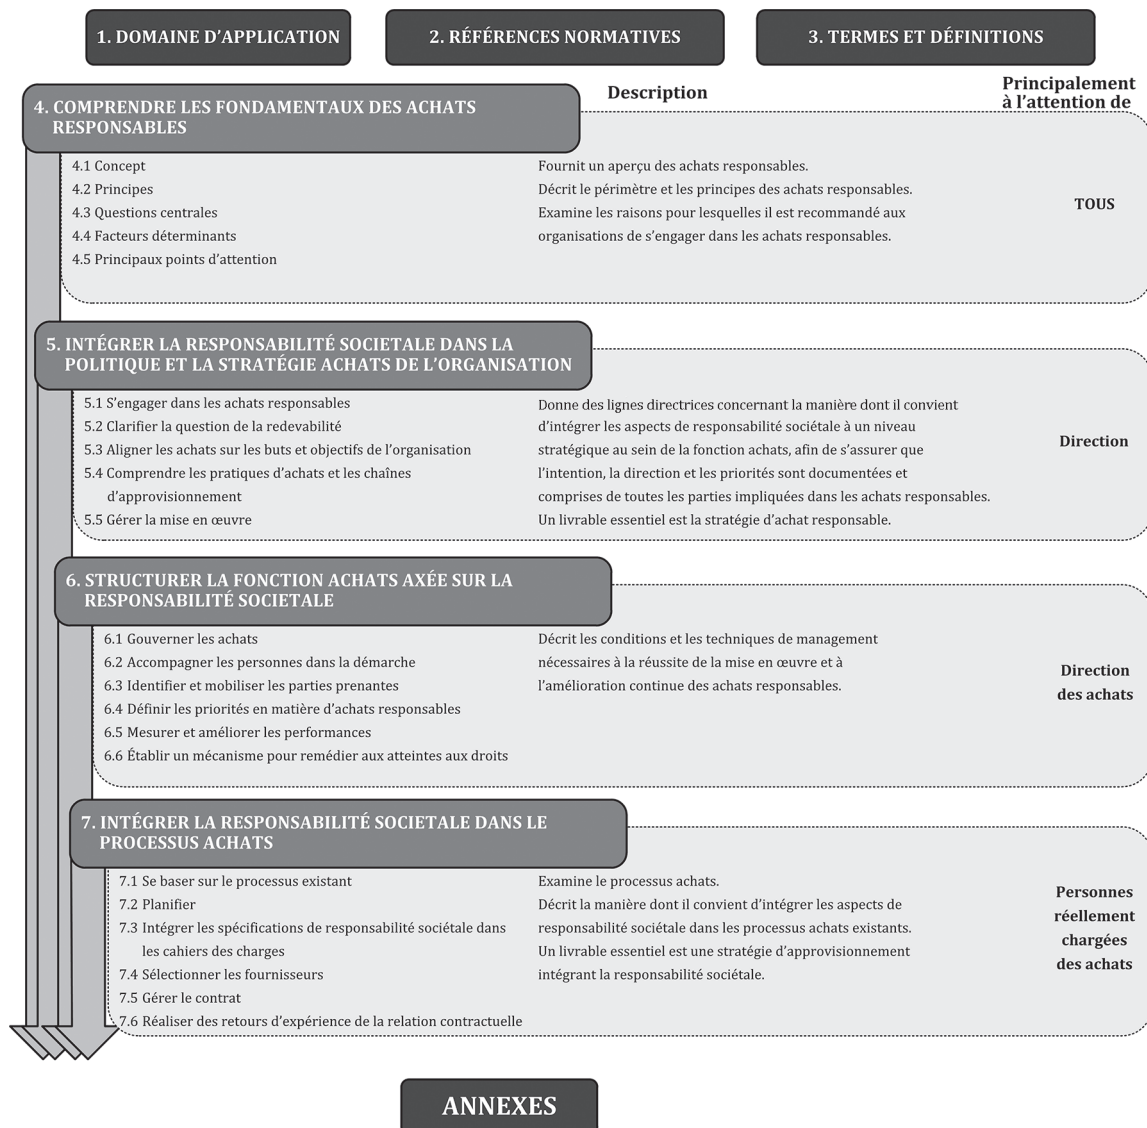 1. DOMAINE D’APPLICATION
2. RÉFÉRENCES NORMATIVES
3. TERMES ET DÉFINITIONS
Description
Principalement
à l’attention de
4. COMPRENDRE LES FONDAMENTAUX DES ACHATS
RESPONSABLES
4.1 Concept
4.2 Principes
4.3 Questions centrales
4.4 Facteurs déterminants
4.5 Principaux points d’attention
Fournit un aperçu des achats responsables.
Décrit le périmètre et les principes des achats responsables.
Examine les raisons pour lesquelles il est recommandé aux
organisations de s’engager dans les achats responsables.
TOUS
5. INTÉGRER LA RESPONSABILITÉ SOCIETALE DANS LA
POLITIQUE ET LA STRATÉGIE ACHATS DE L’ORGANISATION
5.1 S’engager dans les achats responsables
5.2 Clarifier la question de la redevabilité
5.3 Aligner les achats sur les buts et objectifs de l’organisation
5.4 Comprendre les pratiques d’achats et les chaînes
d’approvisionnement
5.5 Gérer la mise en œuvre
Donne des lignes directrices concernant la manière dont il convient
d’intégrer les aspects de responsabilité sociétale à un niveau
stratégique au sein de la fonction achats, afin de s’assurer que
l’intention, la direction et les priorités sont documentées et
comprises de toutes les parties impliquées dans les achats responsables.
Un livrable essentiel est la stratégie d’achat responsable.
Direction
6. STRUCTURER LA FONCTION ACHATS AXÉE SUR LA
RESPONSABILITÉ SOCIETALE
6.1 Gouverner les achats
6.2 Accompagner les personnes dans la démarche
6.3 Identifier et mobiliser les parties prenantes
6.4 Définir les priorités en matière d’achats responsables
6.5 Mesurer et améliorer les performances
6.6 Établir un mécanisme pour remédier aux atteintes aux droits
Décrit les conditions et les techniques de management
nécessaires à la réussite de la mise en œuvre et à
l’amélioration continue des achats responsables.
Direction
des achats
7. INTÉGRER LA RESPONSABILITÉ SOCIETALE DANS LE
PROCESSUS ACHATS
7.1 Se baser sur le processus existant
7.2 Planifier
7.3 Intégrer les spécifications de responsabilité sociétale dans
les cahiers des charges
7.4 Sélectionner les fournisseurs
7.5 Gérer le contrat
7.6 Réaliser des retours d’expérience de la relation contractuelle
Examine le processus achats.
Décrit la manière dont il convient d’intégrer les aspects de
responsabilité sociétale dans les processus achats existants.
Un livrable essentiel est une stratégie d’approvisionnement
intégrant la responsabilité sociétale.
Personnes
réellement
chargées
des achats
ANNEXES